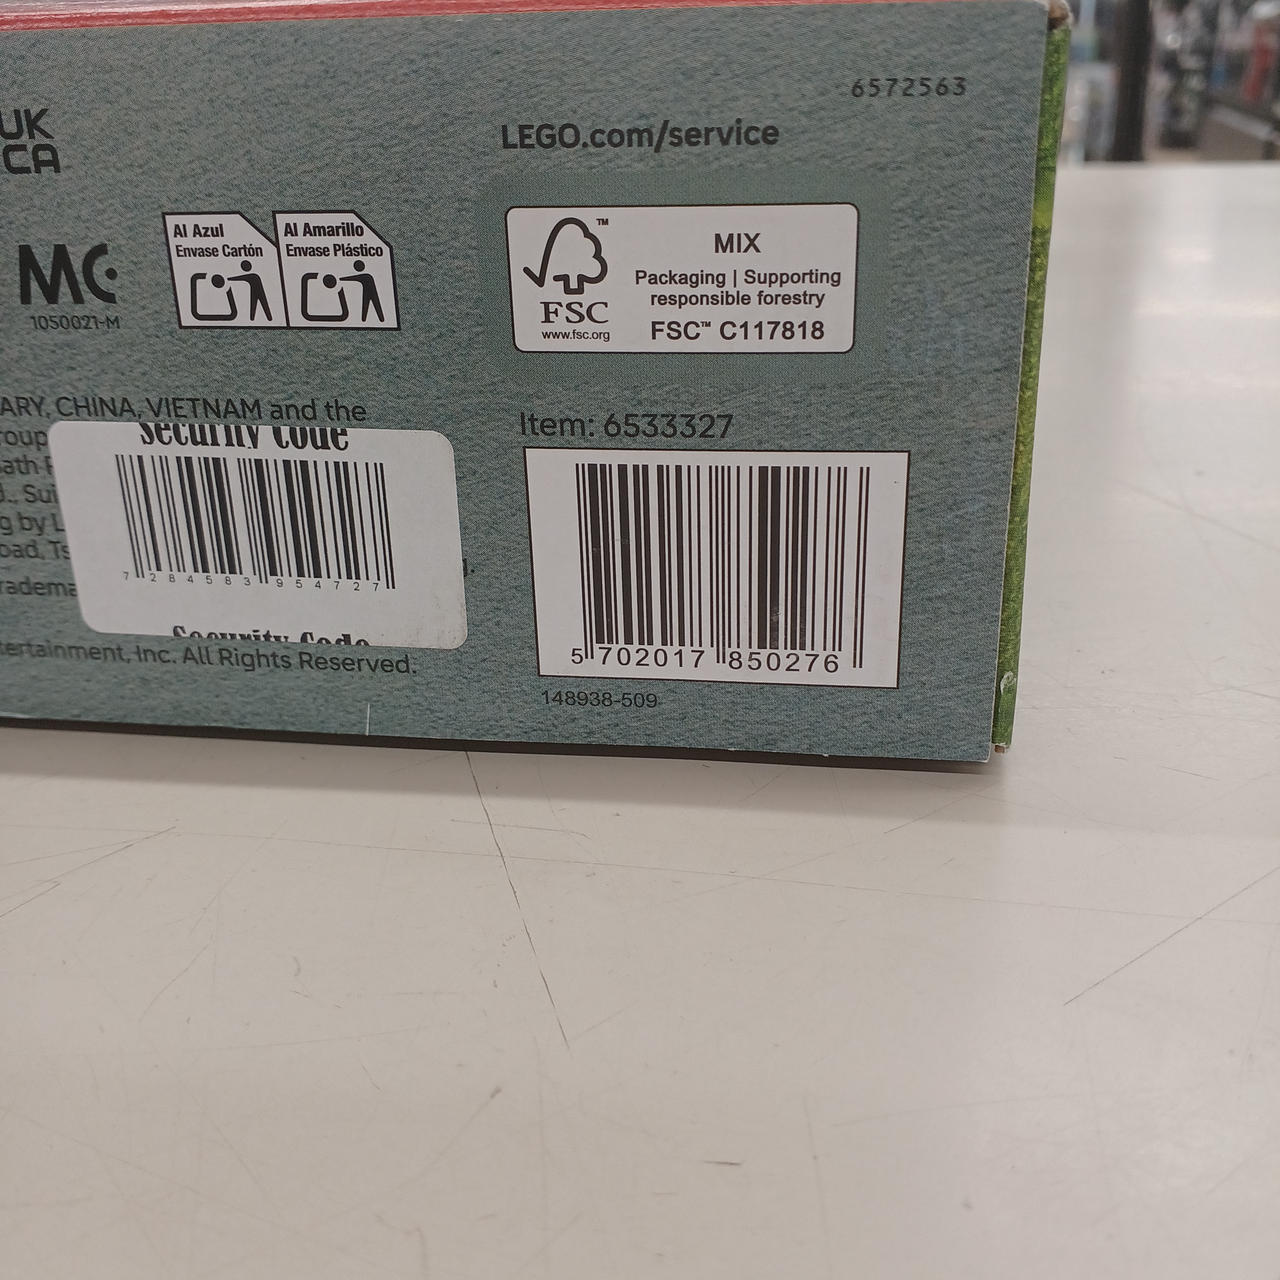 6572563
LEGO.com/service
UK
CA
MC
1050021-M
Al Azul
Envase Cartón
Al Amarillo
Envase Plástico
™
FSC
www.fsc.org
MIX
Packaging | Supporting
responsible forestry
FSC™ C117818
CHINA, VIETNAM and the
Item: 6533327
Security Code
7 284583 954727
g by L
Security Code
Inc. All Rights Reserved.
5 702017 850276
148938-509